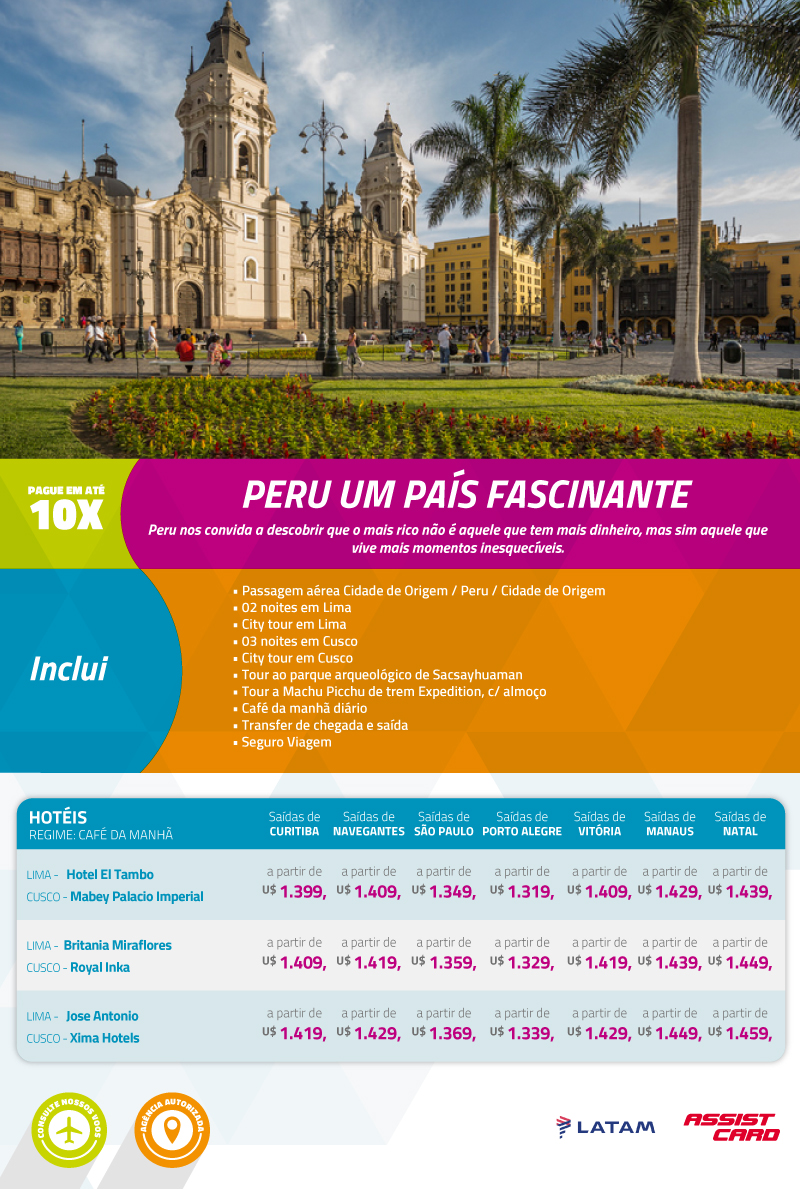 PAGUE EM ATÉ
10X
PERU UM PAÍS FASCINANTE
Peru nos convida a descobrir que o mais rico não é aquele que tem mais dinheiro, mas sim aquele que
vive mais momentos inesquecíveis.
Inclui
▪ Passagem aérea Cidade de Origem / Peru / Cidade de Origem
▪ 02 noites em Lima
▪ City tour em Lima
▪ 03 noites em Cusco
▪ City tour em Cusco
▪ Tour ao parque arqueológico de Sacsayhuaman
▪ Tour a Machu Picchu de trem Expedition, c/ almoço
▪ Café da manhã diário
▪ Transfer de chegada e saída
▪ Seguro Viagem
HOTÉIS
REGIME: CAFÉ DA MANHÃ
Saídas de Saídas de Saídas de Saídas de Saídas de Saídas de Saídas de
CURITIBA NAVEGANTES SÃO PAULO PORTO ALEGRE VITÓRIA MANAUS NATAL
LIMA - Hotel El Tambo
CUSCO - Mabey Palacio Imperial
a partir de a partir de a partir de a partir de a partir de a partir de a partir de
U$ 1.399, U$ 1.409, U$ 1.349, U$ 1.319, U$ 1.409, U$ 1.429, U$ 1.439,
LIMA - Britania Miraflores
CUSCO - Royal Inka
a partir de a partir de a partir de a partir de a partir de a partir de a partir de
U$ 1.409, U$ 1.419, U$ 1.359, U$ 1.329, U$ 1.419, U$ 1.439, U$ 1.449,
LIMA - Jose Antonio
CUSCO - Xima Hotels
a partir de a partir de a partir de a partir de a partir de a partir de a partir de
U$ 1.419, U$ 1.429, U$ 1.369, U$ 1.339, U$ 1.429, U$ 1.449, U$ 1.459,
CONSULTE NOSSOS VOOS
AGÊNCIA AUTORIZADA
LATAM
ASSIST
CARD